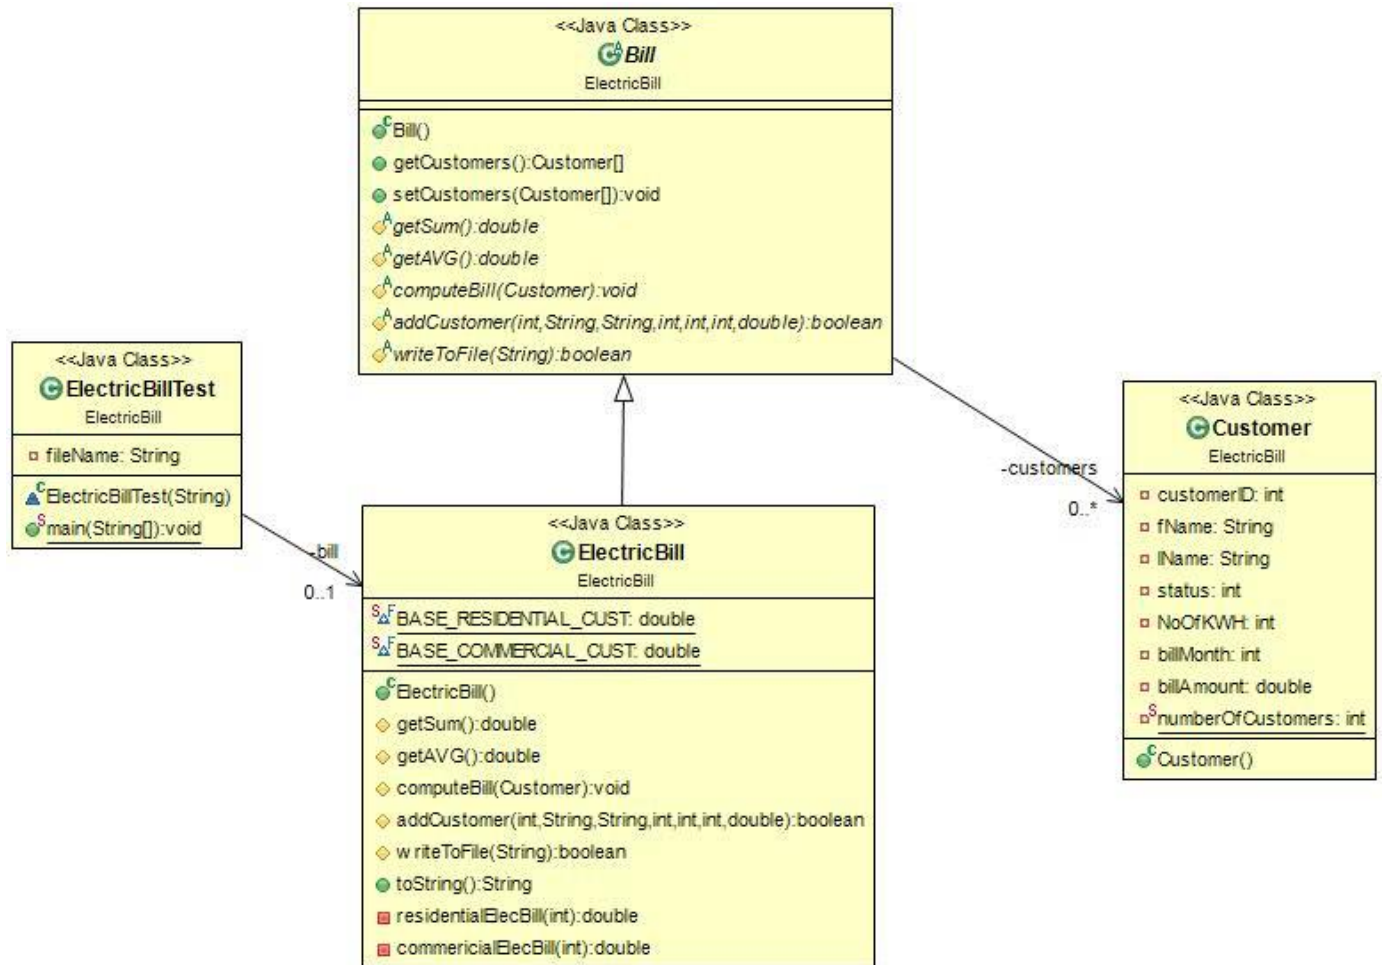 <<Java Class>>
Bill
ElectricBill
Bill()
getCustomers():Customer[]
setCustomers(Customer[]):void
getSum():double
getAVG():double
computeBill(Customer):void
addCustomer(int,String,String,int,int,int,double):boolean
writeToFile(String):boolean
<<Java Class>>
ElectricBillTest
ElectricBill
fileName: String
ElectricBillTest(String)
main(String[]):void
-bill
0..1
<<Java Class>>
ElectricBill
ElectricBill
BASE_RESIDENTIAL_CUST: double
BASE_COMMERCIAL_CUST: double
ElectricBill()
getSum():double
getAVG():double
computeBill(Customer):void
addCustomer(int,String,String,int,int,int,double):boolean
writeToFile(String):boolean
toString():String
residentialElecBill(int):double
commericialElecBill(int):double
-customers
0..*
<<Java Class>>
Customer
ElectricBill
customerID: int
fName: String
lName: String
status: int
NoOfKWH: int
billMonth: int
billAmount: double
numberOfCustomers: int
Customer()